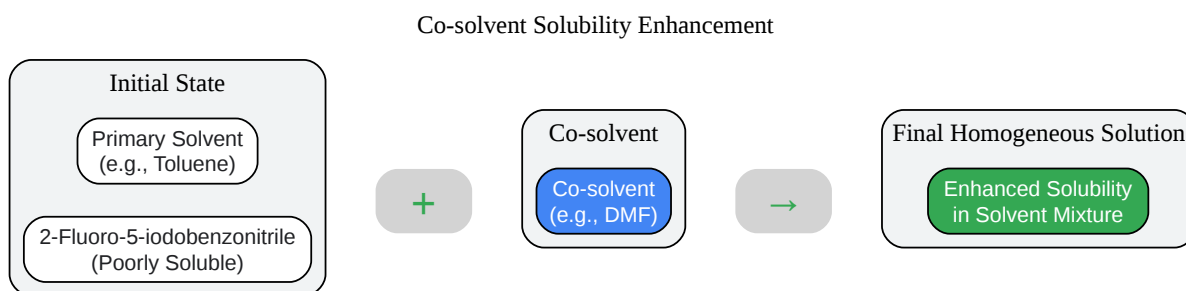 Co-solvent Solubility Enhancement
Initial State
Primary Solvent
(e.g., Toluene)
2-Fluoro-5-iodobenzonitrile
(Poorly Soluble)
+
Co-solvent
Co-solvent
(e.g., DMF)
→
Final Homogeneous Solution
Enhanced Solubility
in Solvent Mixture